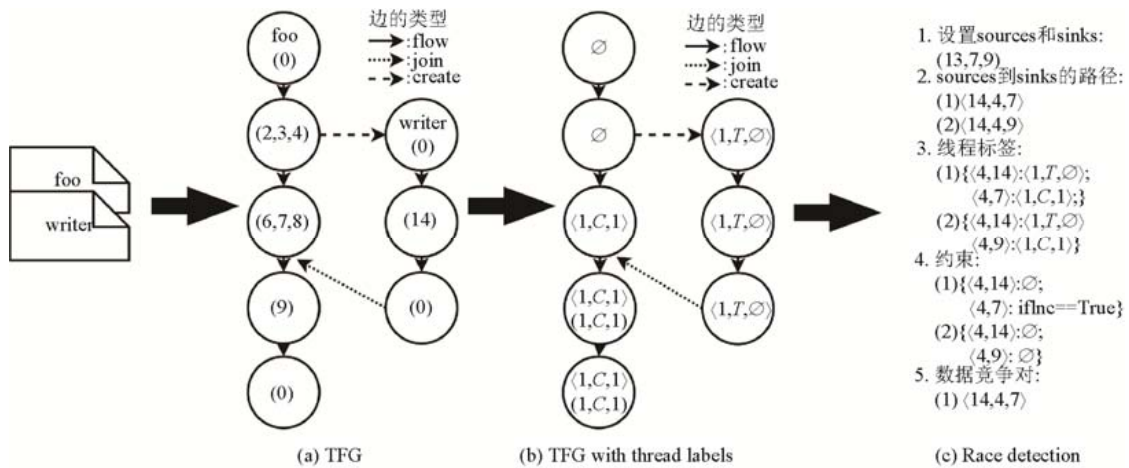 foo
writer
foo
(0)
(2,3,4)
(6,7,8)
(9)
(0)
边的类型
:flow
:join
:create
writer
(0)
(14)
(0)
(a) TFG
∅
∅
⟨1,C,1⟩
⟨1,C,1⟩
(1,C,1)
⟨1,C,1⟩
(1,C,1)
边的类型
:flow
:join
:create
⟨1,T,∅⟩
⟨1,T,∅⟩
⟨1,T,∅⟩
(b) TFG with thread labels
1. 设置sources和sinks:
(13,7,9)
2. sources到sinks的路径:
(1)⟨14,4,7⟩
(2)⟨14,4,9⟩
3. 线程标签:
(1){⟨4,14⟩:⟨1,T,∅⟩;
⟨4,7⟩:⟨1,C,1⟩;}
(2){⟨4,14⟩:⟨1,T,∅⟩
⟨4,9⟩:⟨1,C,1⟩}
4. 约束:
(1){⟨4,14⟩:∅;
⟨4,7⟩: ifInc==True}
(2){⟨4,14⟩:∅;
⟨4,9⟩: ∅}
5. 数据竞争对:
(1) ⟨14,4,7⟩
(c) Race detection